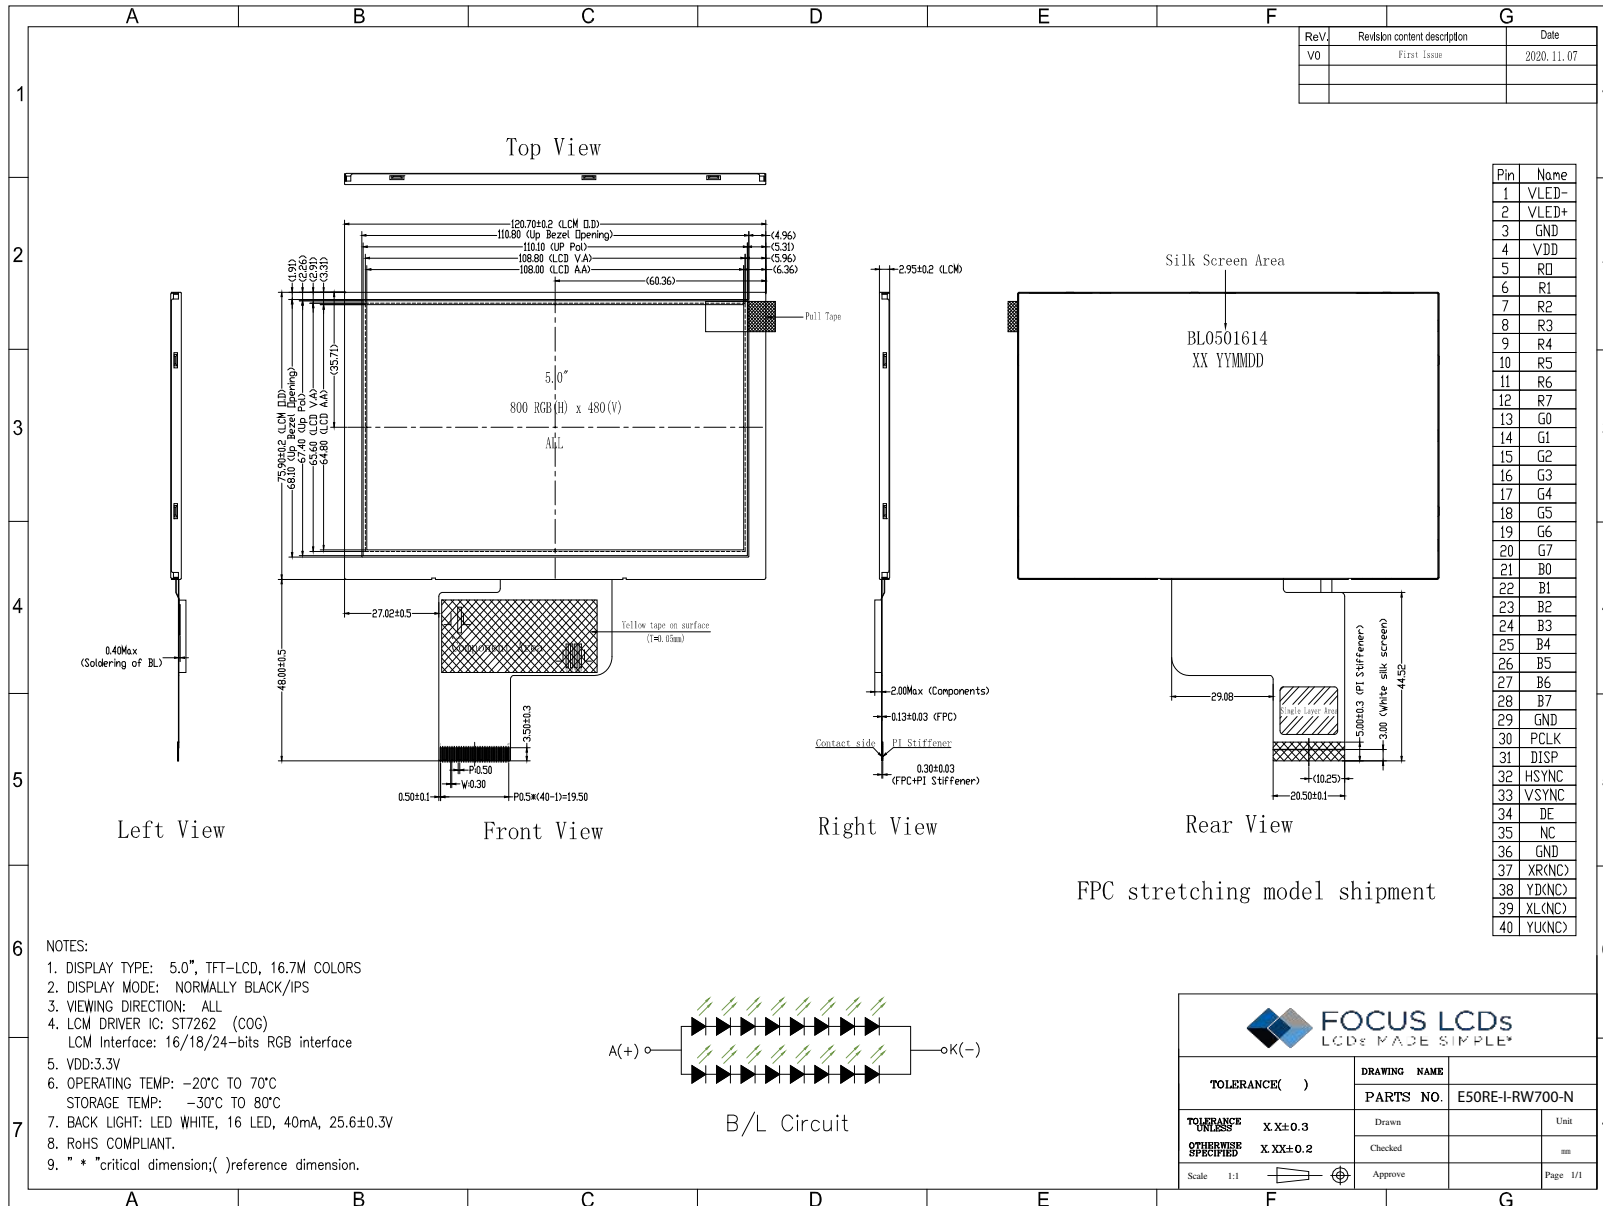 A B C D E F G
ReV. Revision content description Date
V0 First Issue 2020.11.07
1
2
3
4
5
6
7
Top View
120.70±0.2 (LCM O.D)
110.80 (Up Bezel Opening)
110.10 (UP Pol)
108.80 (LCD V.A)
108.00 (LCD A.A)
(4.96)
(5.31)
(5.96)
(6.36)
(60.36)
(1.91)
(2.26)
(2.91)
(3.31)
(35.71)
75.90±0.2 (LCM O.D)
68.10 (Up Bezel Opening)
67.40 (Up Pol)
65.60 (LCD V.A)
64.80 (LCD A.A)
5.0"
800 RGB(H) x 480(V)
ALL
Pull Tape
2.95±0.2 (LCM)
Silk Screen Area
BL0501614
XX YYMMDD
27.02±0.5
48.00±0.5
Yellow tape on surface
(T=0.05mm)
3.50±0.3
P:0.50
W:0.30
0.50±0.1
P0.5*(40-1)=19.50
0.40Max
(Soldering of BL)
2.00Max (Components)
0.13±0.03 (FPC)
Contact side
PI Stiffener
0.30±0.03
(FPC+PI Stiffener)
29.08
Single Layer Area
5.00±0.3 (PI Stiffener)
3.00 (White silk screen)
44.52
(10.25)
20.50±0.1
Left View
Front View
Right View
Rear View
FPC stretching model shipment
Pin Name
1 VLED-
2 VLED+
3 GND
4 VDD
5 R0
6 R1
7 R2
8 R3
9 R4
10 R5
11 R6
12 R7
13 G0
14 G1
15 G2
16 G3
17 G4
18 G5
19 G6
20 G7
21 B0
22 B1
23 B2
24 B3
25 B4
26 B5
27 B6
28 B7
29 GND
30 PCLK
31 DISP
32 HSYNC
33 VSYNC
34 DE
35 NC
36 GND
37 XR(NC)
38 YD(NC)
39 XL(NC)
40 YU(NC)
NOTES:
1. DISPLAY TYPE: 5.0", TFT-LCD, 16.7M COLORS
2. DISPLAY MODE: NORMALLY BLACK/IPS
3. VIEWING DIRECTION: ALL
4. LCM DRIVER IC: ST7262 (COG)
LCM Interface: 16/18/24-bits RGB interface
5. VDD:3.3V
6. OPERATING TEMP: -20°C TO 70°C
STORAGE TEMP: -30°C TO 80°C
7. BACK LIGHT: LED WHITE, 16 LED, 40mA, 25.6±0.3V
8. RoHS COMPLIANT.
9. " * "critical dimension;( )reference dimension.
A(+) K(-)
B/L Circuit
FOCUS LCDs
LCDs MADE SIMPLE®
TOLERANCE( )
DRAWING NAME
PARTS NO. E50RE-I-RW700-N
TOLERANCE UNLESS X.X±0.3
OTHERWISE SPECIFIED X.XX±0.2
Drawn Unit
Checked mm
Scale 1:1 Approve Page 1/1
A B C D E F G